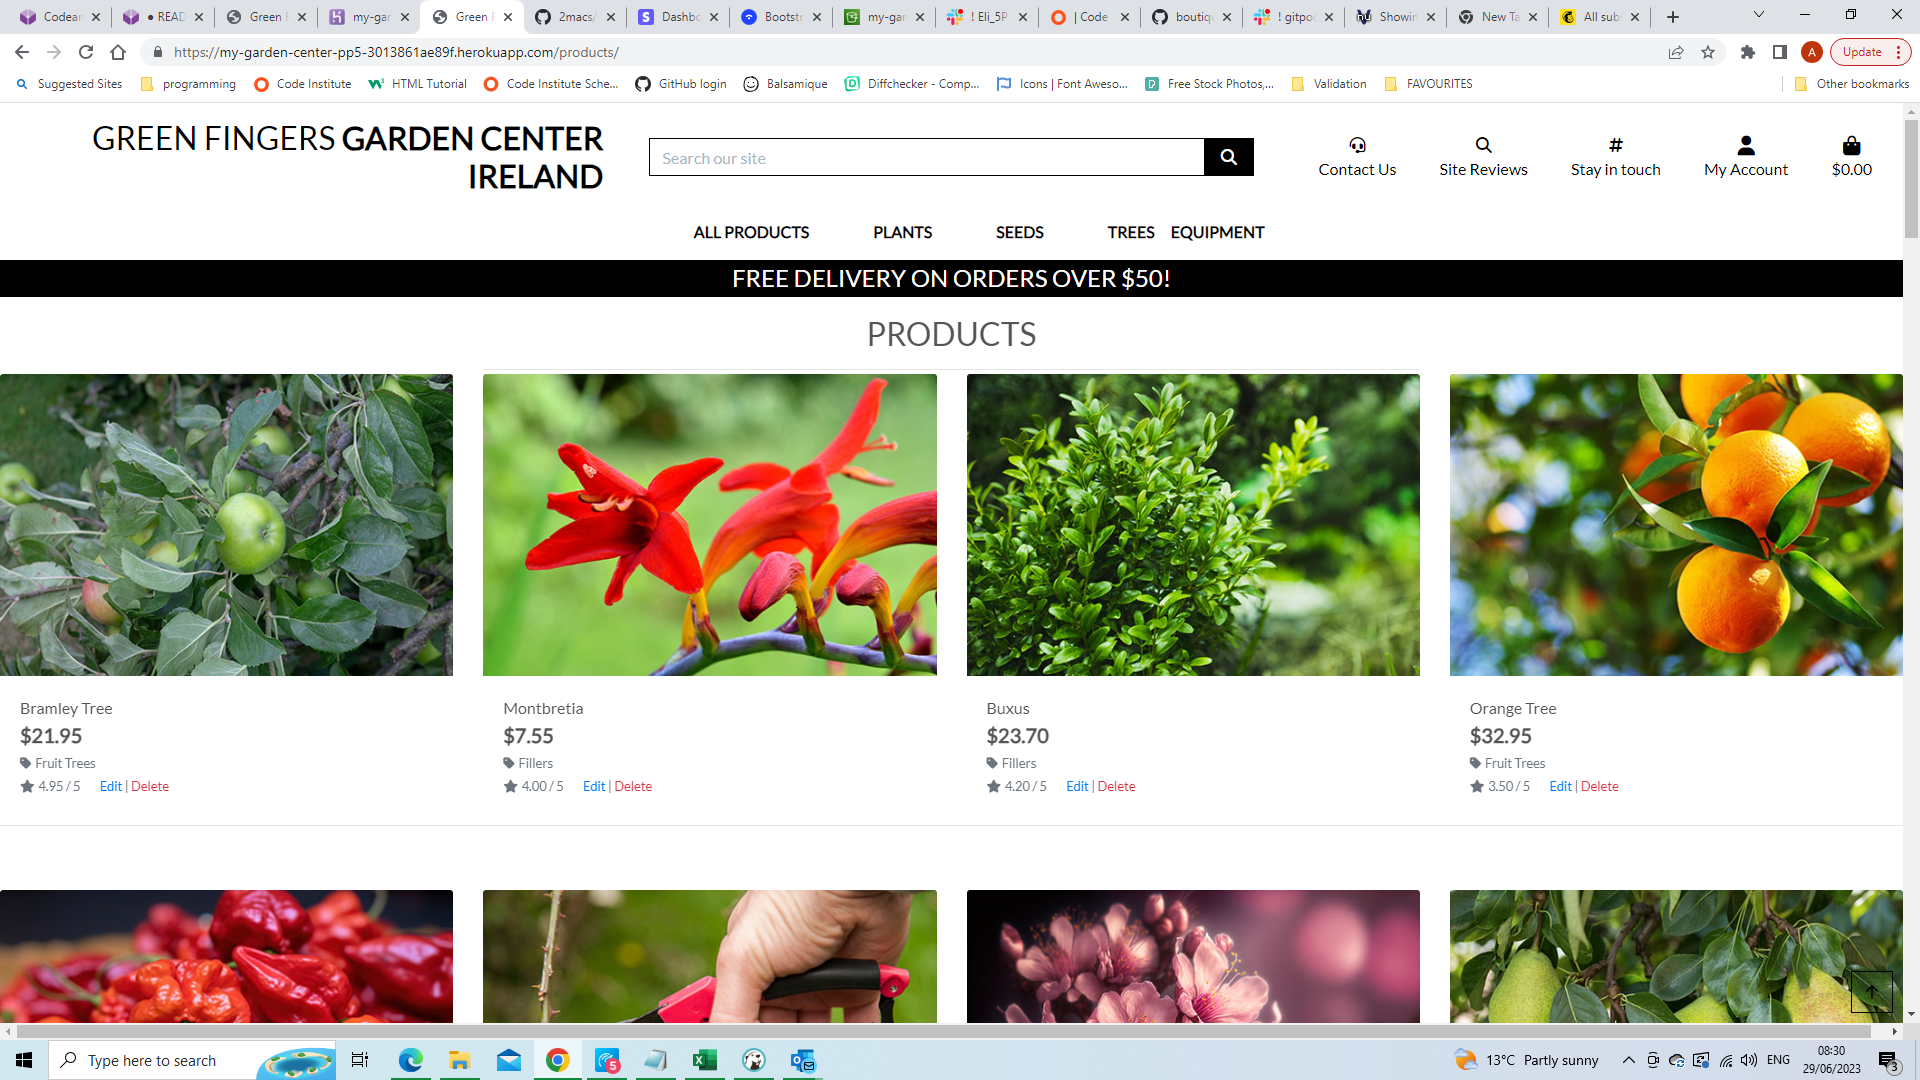 Codean
● READ
Green F
my-gar
Green F
2macs/
Dashbo
Bootstr
my-gar
! Eli_5P
| Code
boutiqu
! gitpod
Showin
New Ta
All sub
Update
https://my-garden-center-pp5-3013861ae89f.herokuapp.com/products/
A
Suggested Sites
programming
Code Institute
HTML Tutorial
Code Institute Sche...
GitHub login
Balsamique
Diffchecker - Comp...
Icons | Font Aweso...
Free Stock Photos,...
Validation
FAVOURITES
Other bookmarks
GREEN FINGERS GARDEN CENTER
IRELAND
Search our site
Contact Us
Site Reviews
Stay in touch
My Account
$0.00
ALL PRODUCTS
PLANTS
SEEDS
TREES
EQUIPMENT
FREE DELIVERY ON ORDERS OVER $50!
PRODUCTS
Bramley Tree
$21.95
Fruit Trees
4.95 / 5 Edit | Delete
Montbretia
$7.55
Fillers
4.00 / 5 Edit | Delete
Buxus
$23.70
Fillers
4.20 / 5 Edit | Delete
Orange Tree
$32.95
Fruit Trees
3.50 / 5 Edit | Delete
Type here to search
5
13°C Partly sunny
ENG
08:30
29/06/2023
3